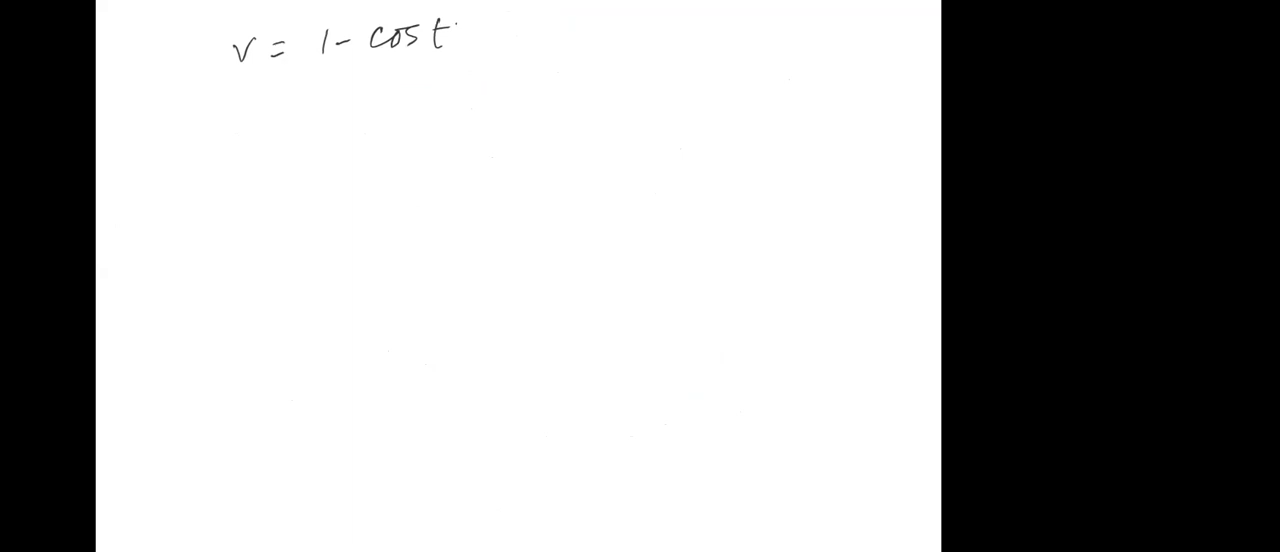 v = 1 - cos t